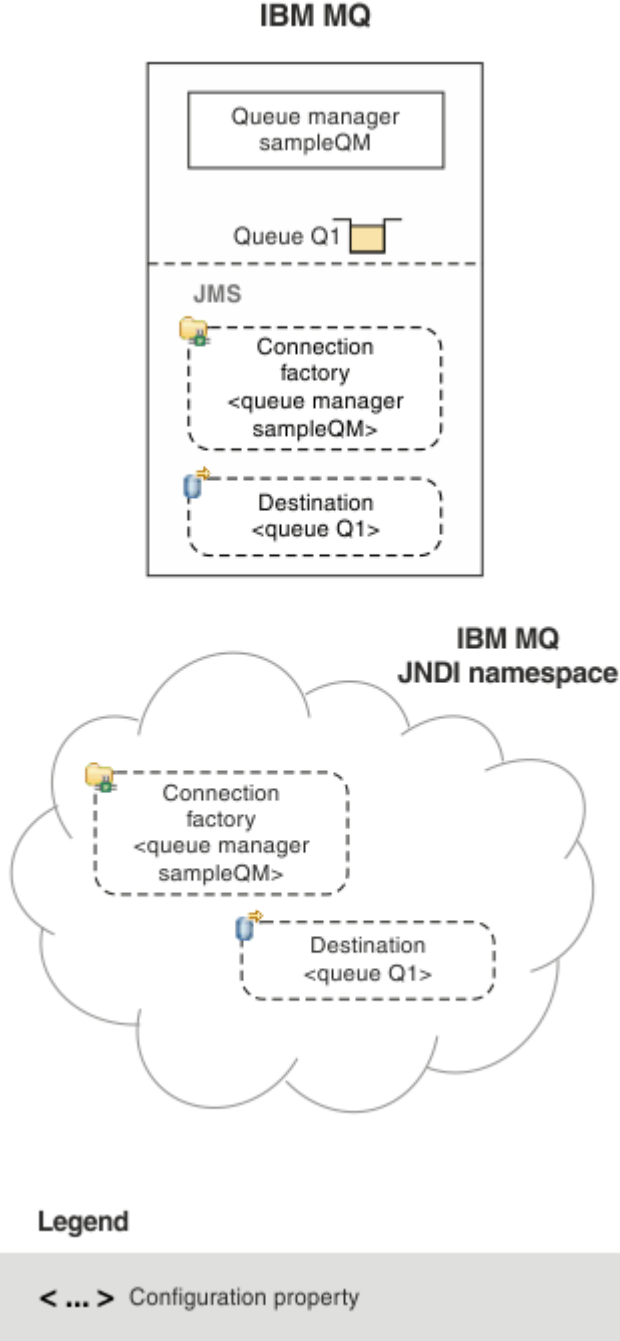 IBM MQ
Queue manager
sampleQM
Queue Q1
JMS
Connection
factory
<queue manager
sampleQM>
Destination
<queue Q1>
IBM MQ
JNDI namespace
Connection
factory
<queue manager
sampleQM>
Destination
<queue Q1>
Legend
< ... > Configuration property